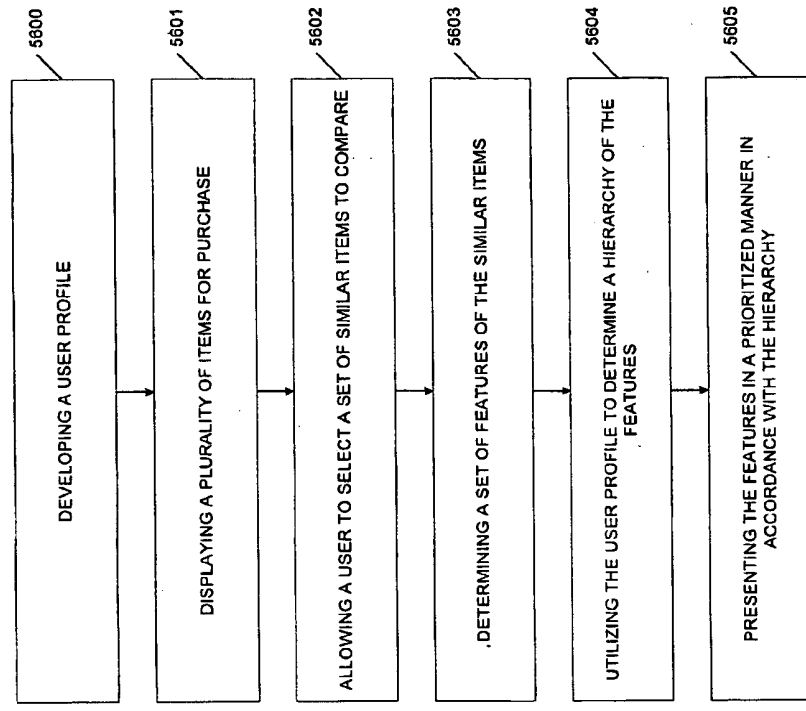 5600
DEVELOPING A USER PROFILE
5601
DISPLAYING A PLURALITY OF ITEMS FOR PURCHASE
5602
ALLOWING A USER TO SELECT A SET OF SIMILAR ITEMS TO COMPARE
5603
DETERMINING A SET OF FEATURES OF THE SIMILAR ITEMS
5604
UTILIZING THE USER PROFILE TO DETERMINE A HIERARCHY OF THE
FEATURES
5605
PRESENTING THE FEATURES IN A PRIORITIZED MANNER IN
ACCORDANCE WITH THE HIERARCHY